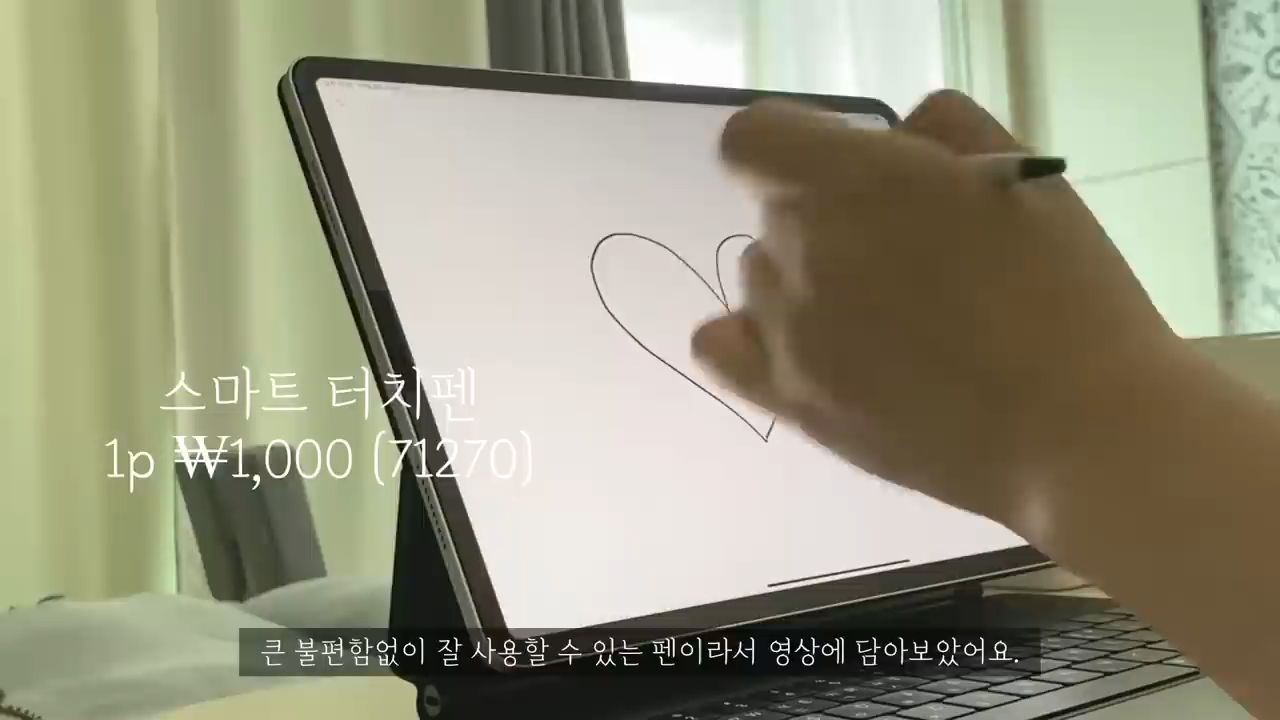 스마트 터치펜
1p ₩1,000 (71270)
큰 불편함없이 잘 사용할 수 있는 펜이라서 영상에 담아보았어요.